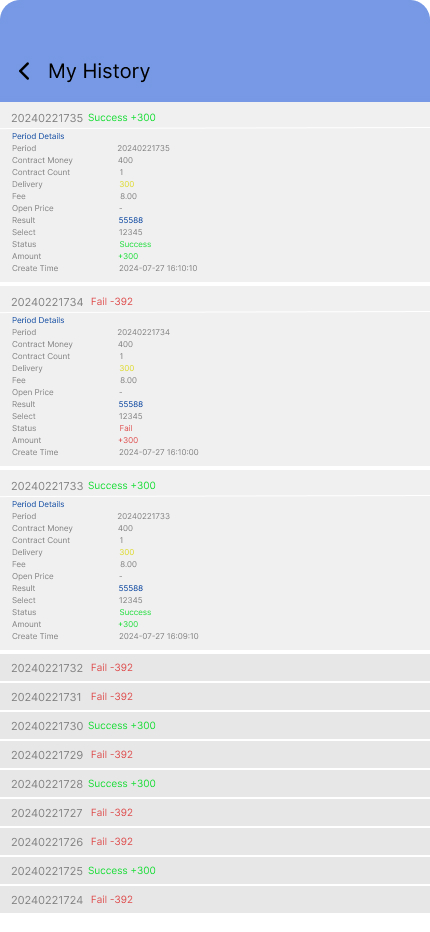 My History
20240221735 Success +300
Period Details
Period 20240221735
Contract Money 400
Contract Count 1
Delivery 300
Fee 8.00
Open Price -
Result 55588
Select 12345
Status Success
Amount +300
Create Time 2024-07-27 16:10:10
20240221734 Fail -392
Period Details
Period 20240221734
Contract Money 400
Contract Count 1
Delivery 300
Fee 8.00
Open Price -
Result 55588
Select 12345
Status Fail
Amount +300
Create Time 2024-07-27 16:10:00
20240221733 Success +300
Period Details
Period 20240221733
Contract Money 400
Contract Count 1
Delivery 300
Fee 8.00
Open Price -
Result 55588
Select 12345
Status Success
Amount +300
Create Time 2024-07-27 16:09:10
20240221732 Fail -392
20240221731 Fail -392
20240221730 Success +300
20240221729 Fail -392
20240221728 Success +300
20240221727 Fail -392
20240221726 Fail -392
20240221725 Success +300
20240221724 Fail -392